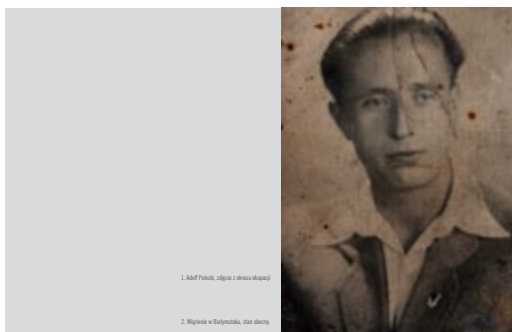 1. Adolf Polecki, zdjęcie z okresu okupacji
2. Więzienie w Białymstoku, stan obecny.